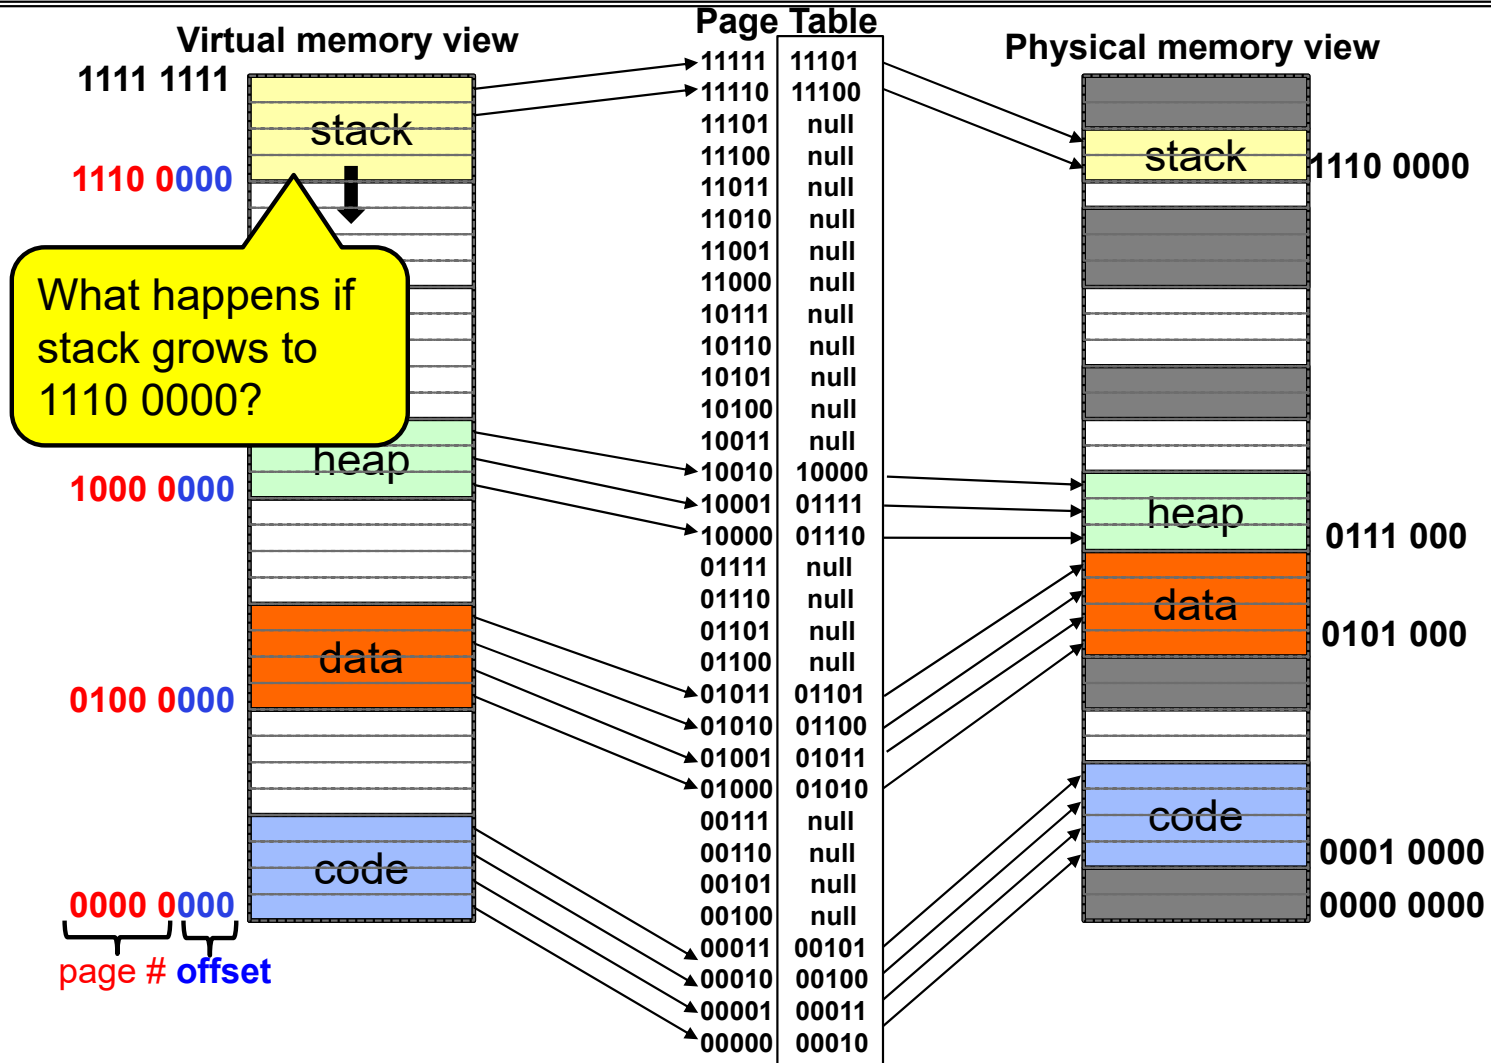 Page Table
Virtual memory view
Physical memory view
1111 1111
stack
1110 0000
What happens if
stack grows to
1110 0000?
heap
1000 0000
data
0100 0000
code
0000 0000
page # offset
11111 11101
11110 11100
11101 null
11100 null
11011 null
11010 null
11001 null
11000 null
10111 null
10110 null
10101 null
10100 null
10011 null
10010 10000
10001 01111
10000 01110
01111 null
01110 null
01101 null
01100 null
01011 01101
01010 01100
01001 01011
01000 01010
00111 null
00110 null
00101 null
00100 null
00011 00101
00010 00100
00001 00011
00000 00010
stack
1110 0000
heap
0111 000
data
0101 000
code
0001 0000
0000 0000